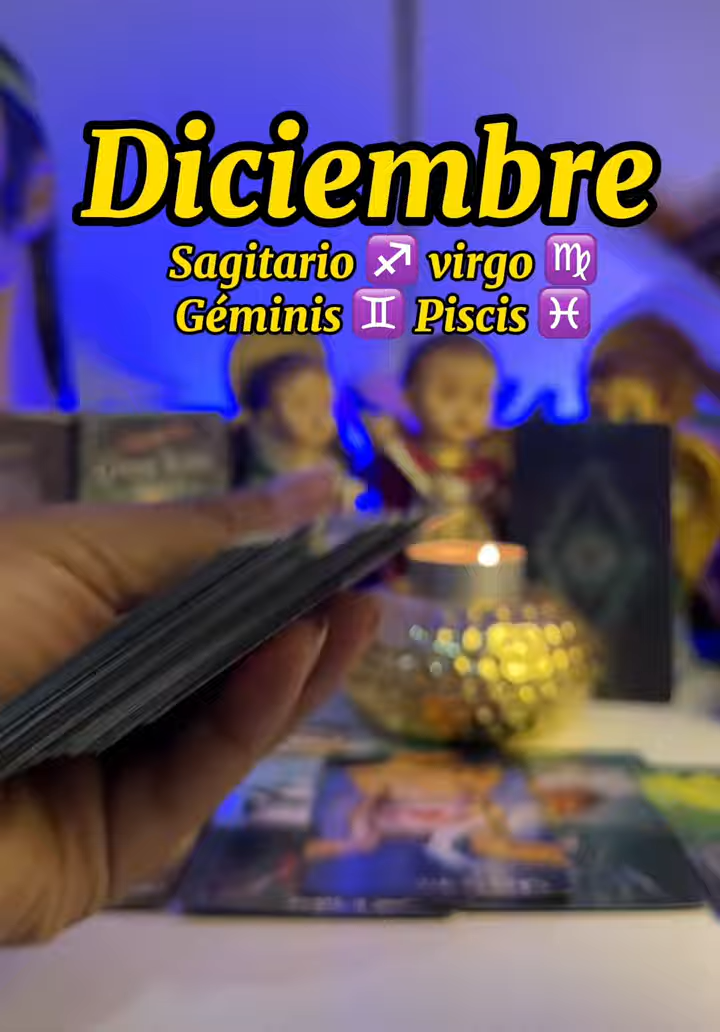 Diciembre
Sagitario ♐ virgo ♍
Géminis ♊ Piscis ♓